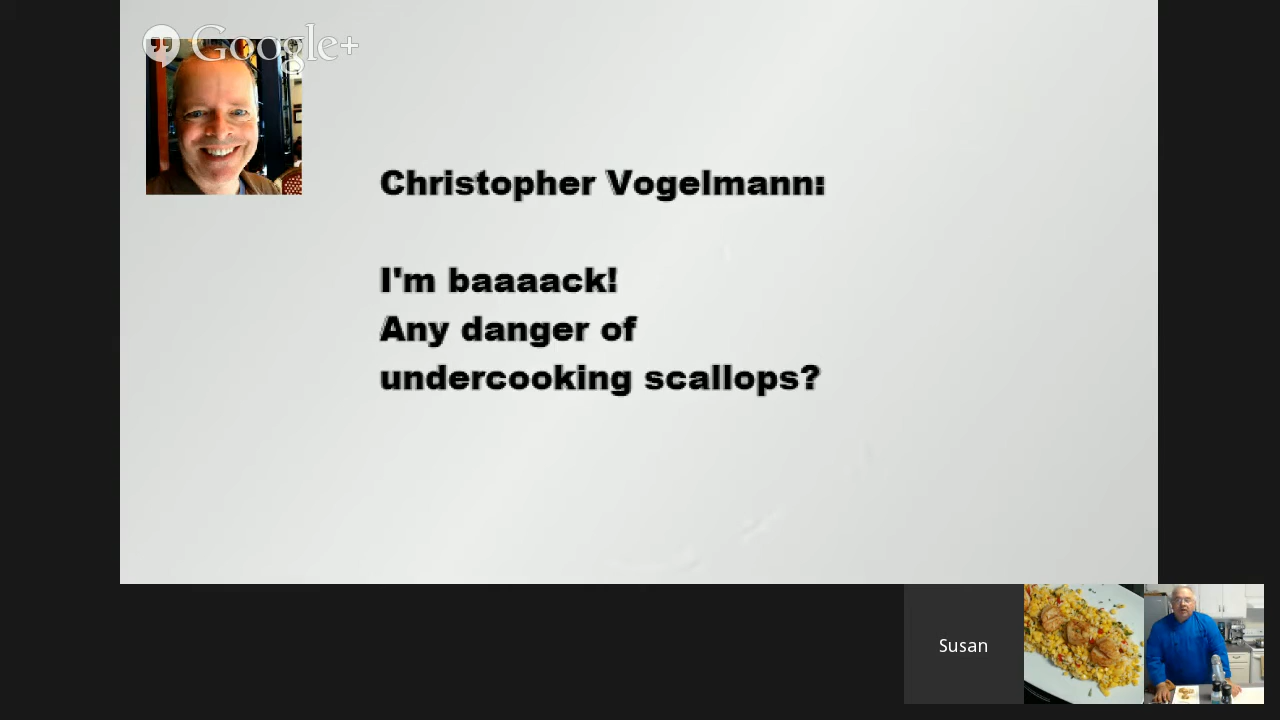 Google+
Christopher Vogelmann:
I'm baaaack!
Any danger of
undercooking scallops?
Susan